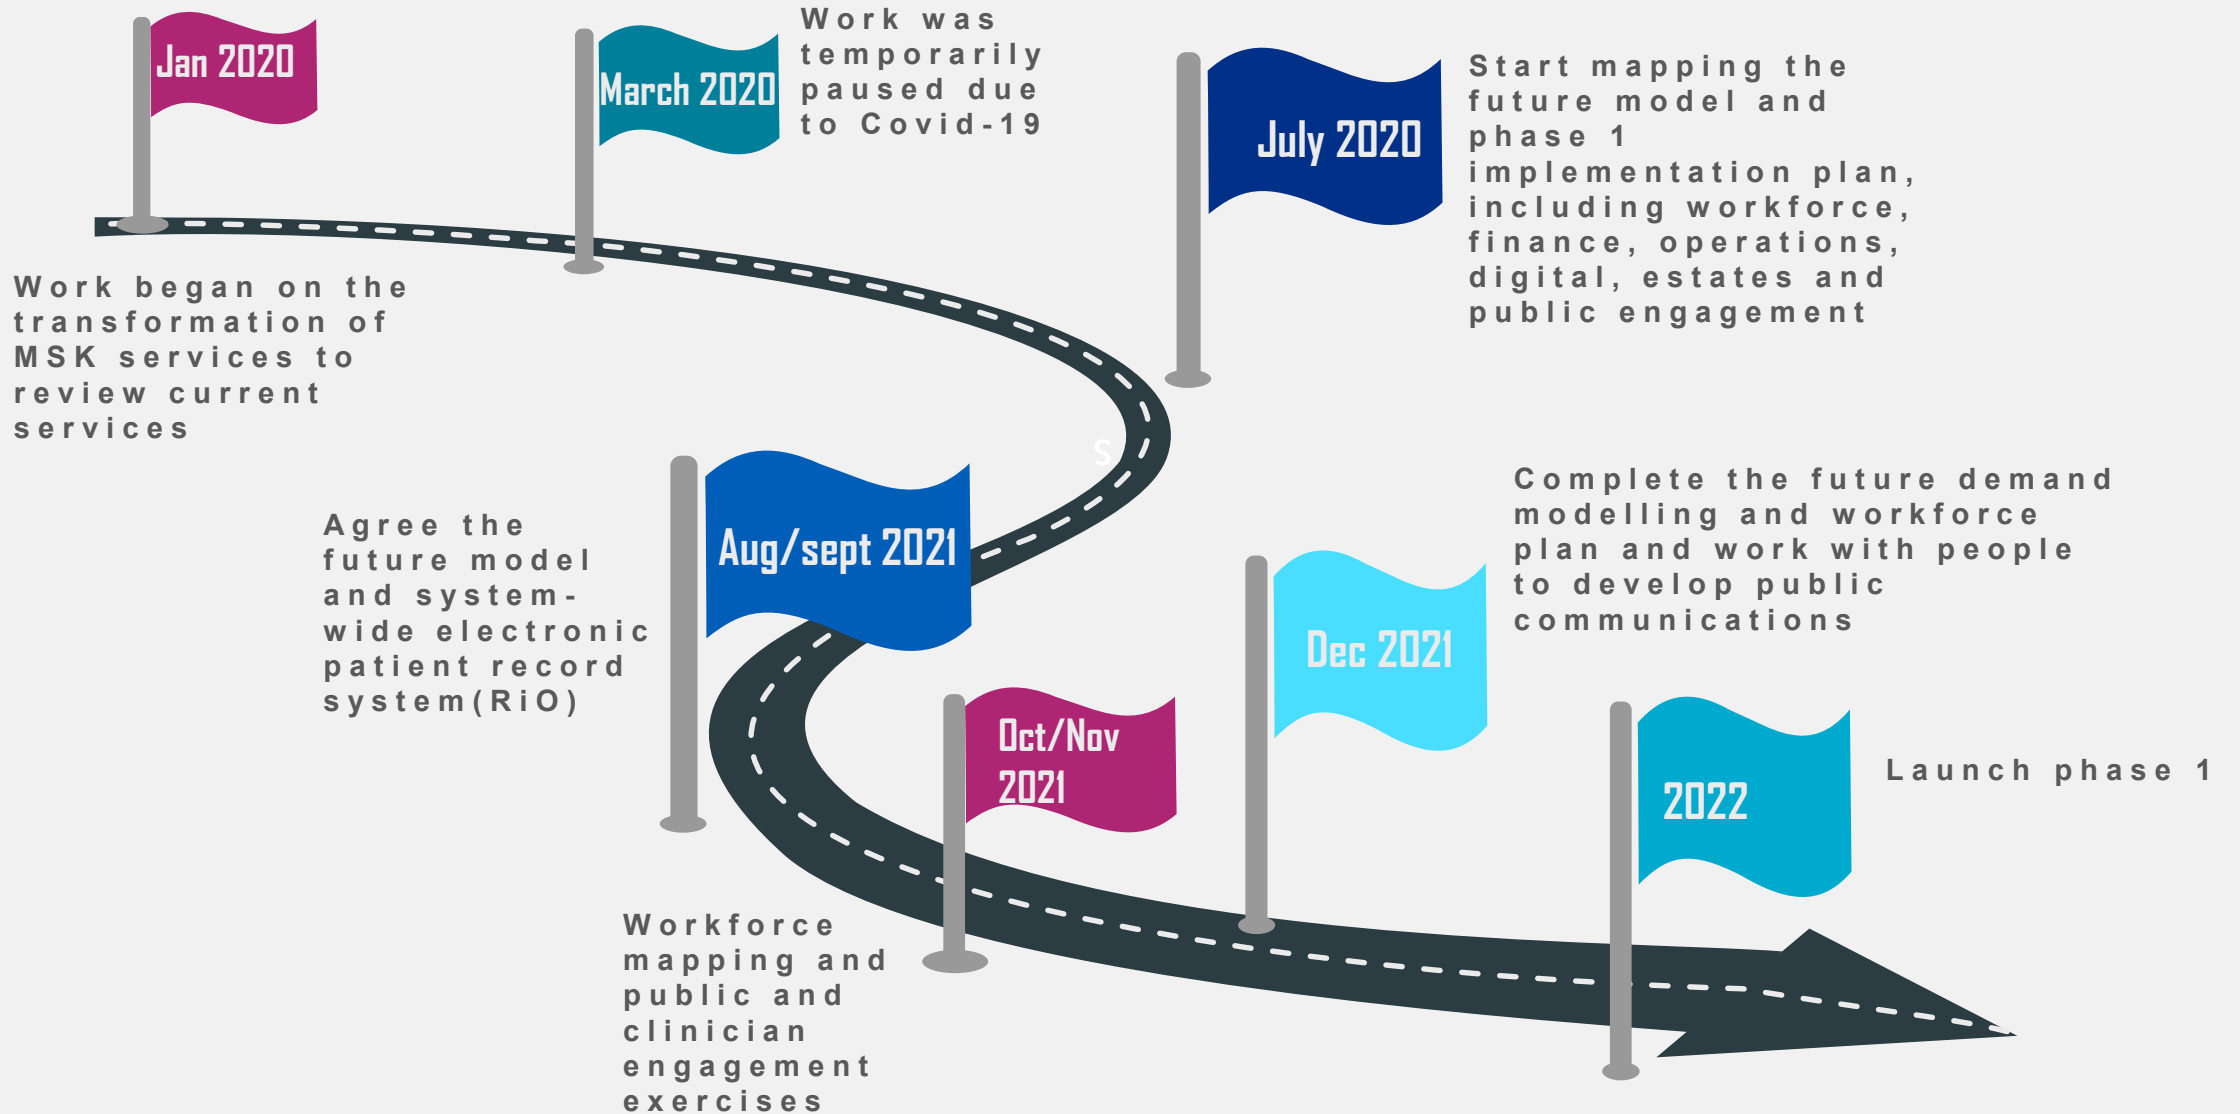 Jan 2020
Work began on the
transformation of
MSK services to
review current
services
March 2020
Work was
temporarily
paused due
to Covid-19
July 2020
Start mapping the
future model and
phase 1
implementation plan,
including workforce,
finance, operations,
digital, estates and
public engagement
S
Aug/sept 2021
Agree the
future model
and system-
wide electronic
patient record
system(RiO)
Oct/Nov
2021
Workforce
mapping and
public and
clinician
engagement
exercises
Dec 2021
Complete the future demand
modelling and workforce
plan and work with people
to develop public
communications
2022
Launch phase 1